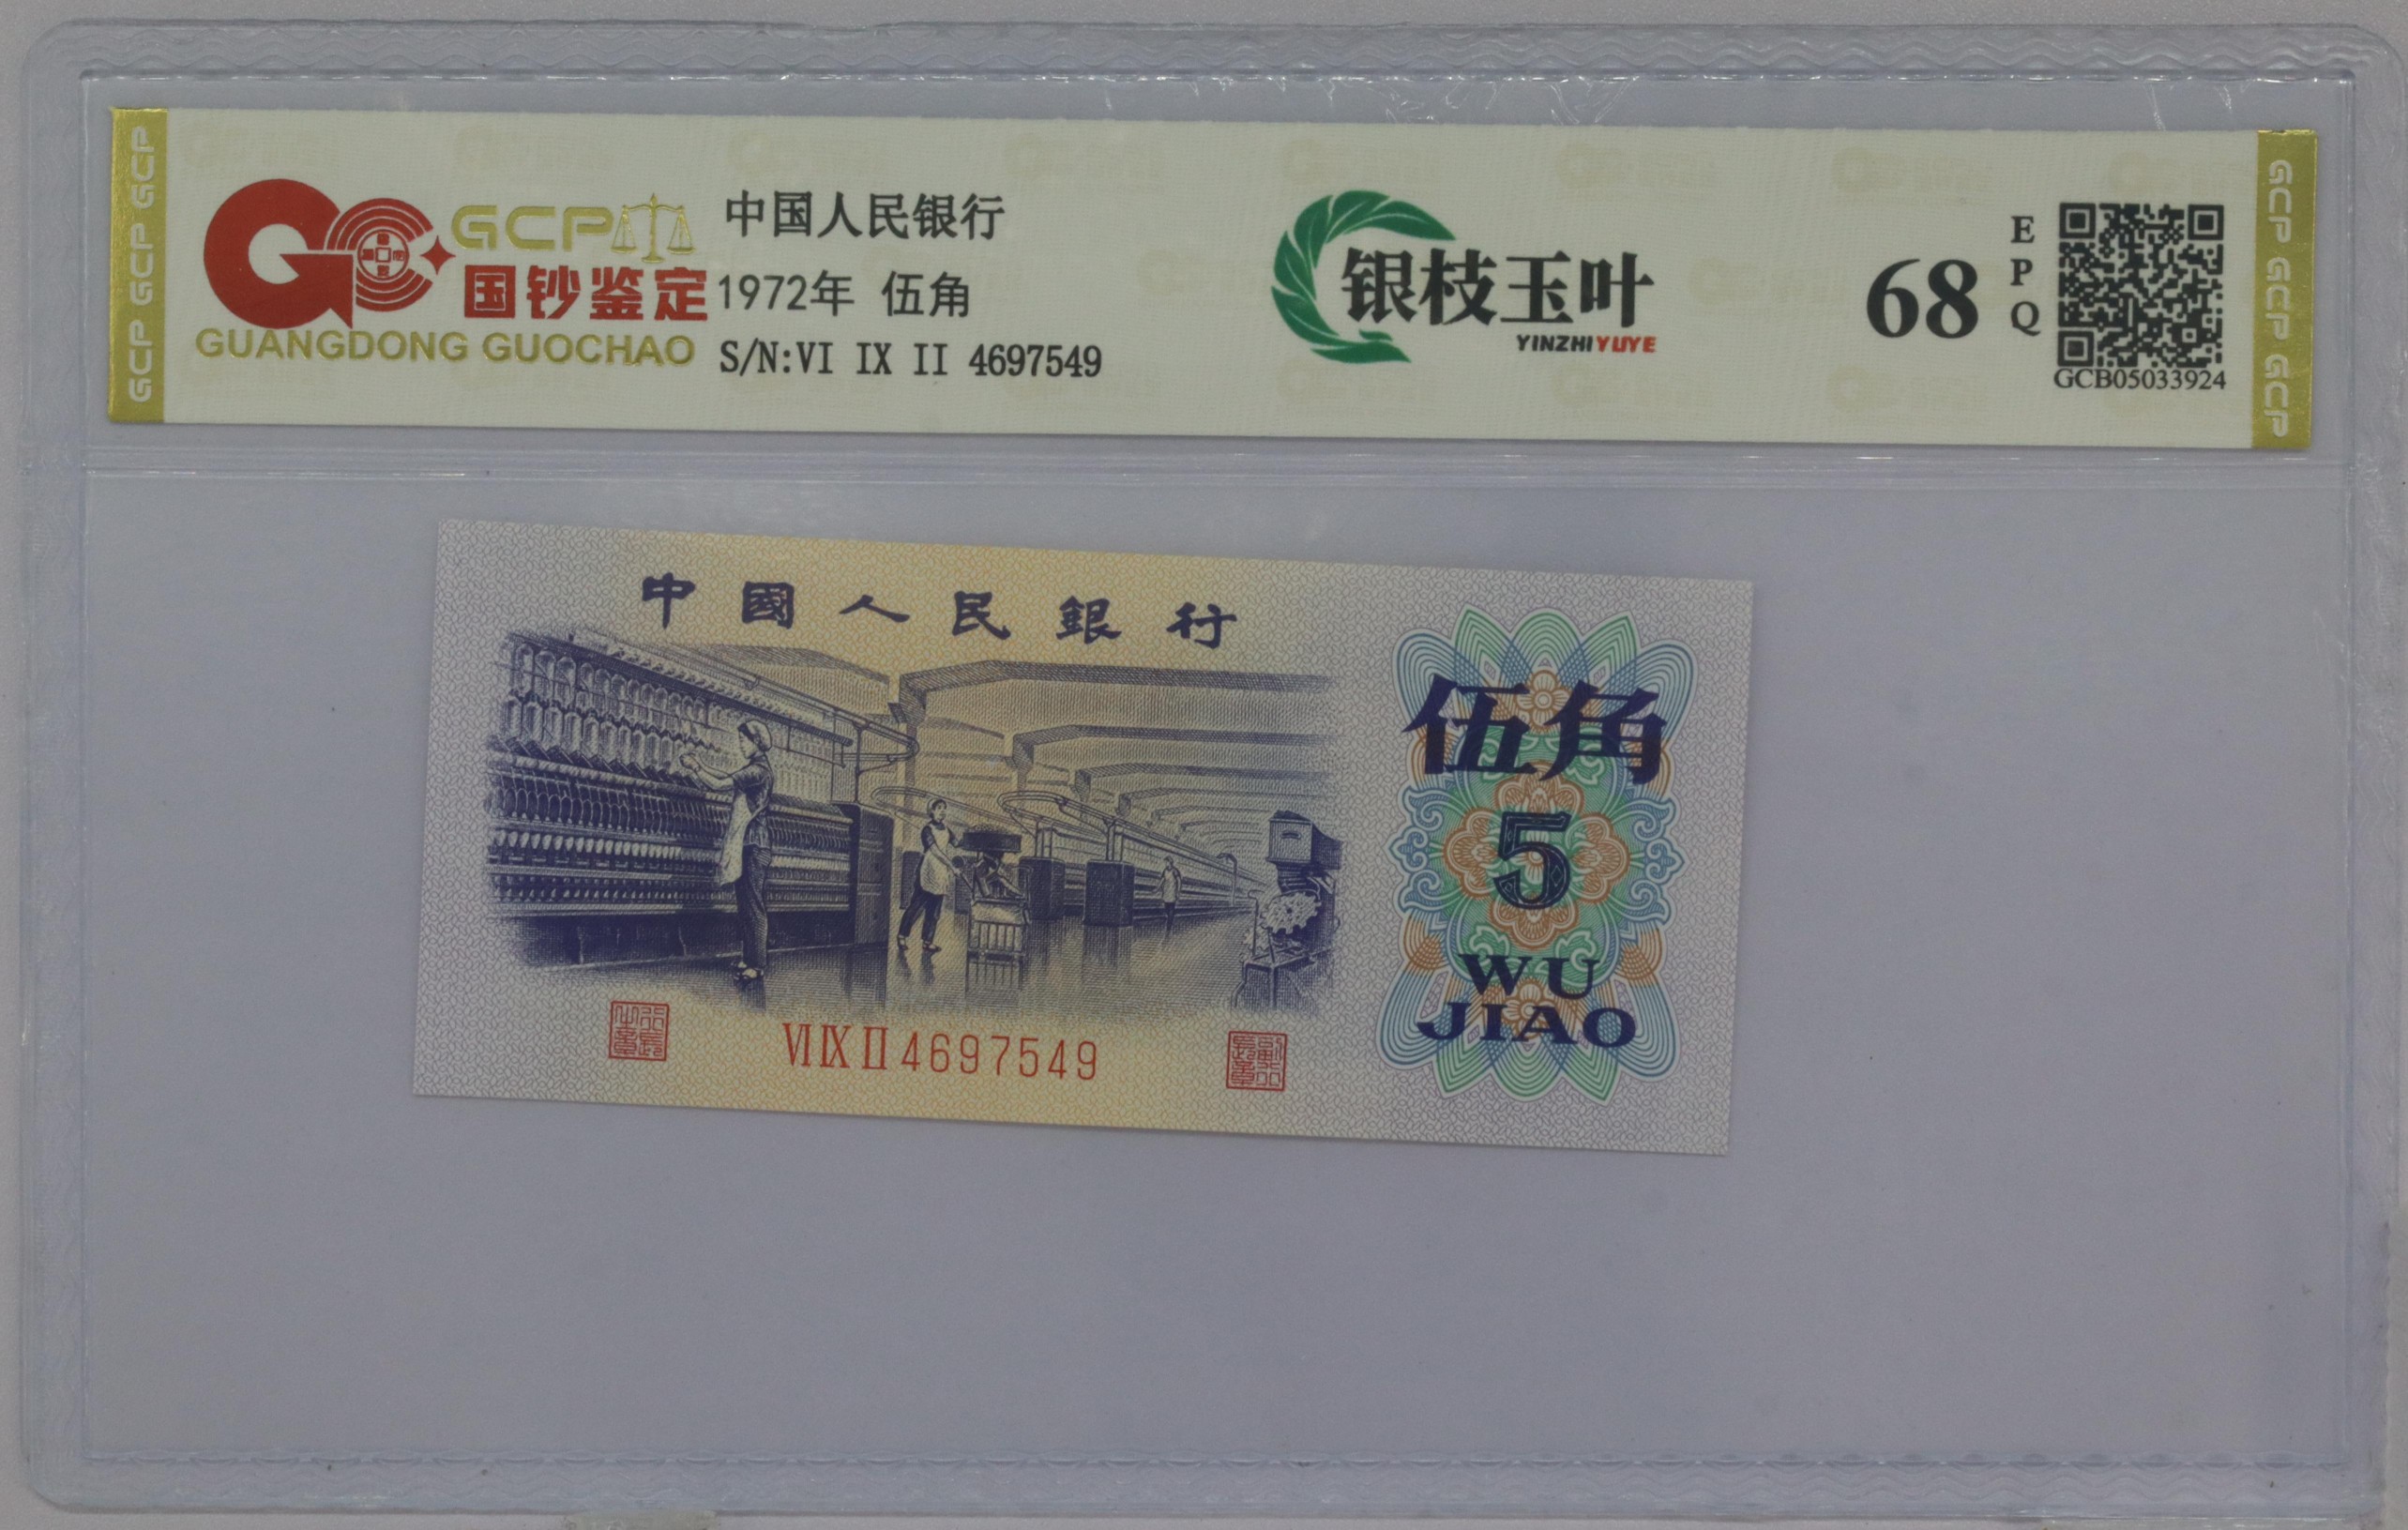 GCP GCP GCP
GCP
国钞鉴定
GUANGDONG GUOCHAO
中国人民银行
1972年 伍角
S/N:VI IX II 4697549
银枝玉叶
YINZHIYUYE
68
EPQ
GCB05033924
GCP GCP GCP
中國人民銀行
伍角
5
WU
JIAO
VI IX II 4697549